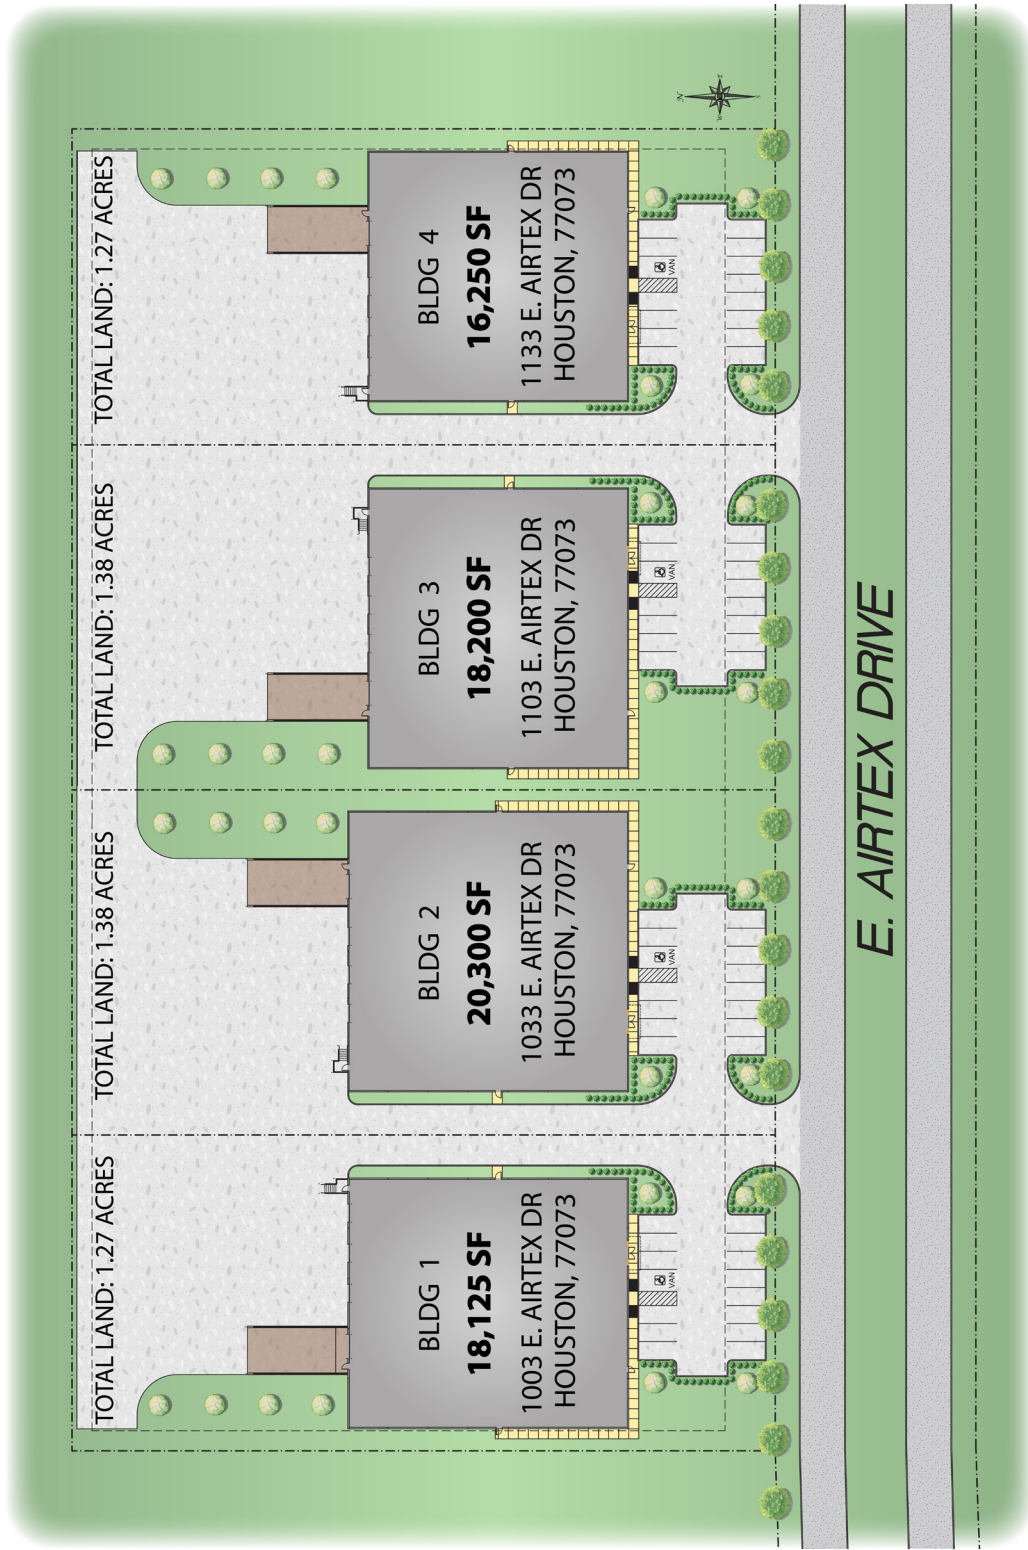 TOTAL LAND: 1.27 ACRES
BLDG 4
16,250 SF
1133 E. AIRTEX DR
HOUSTON, 77073
VAN
N
E
S
W
TOTAL LAND: 1.38 ACRES
BLDG 3
18,200 SF
1103 E. AIRTEX DR
HOUSTON, 77073
VAN
TOTAL LAND: 1.38 ACRES
BLDG 2
20,300 SF
1033 E. AIRTEX DR
HOUSTON, 77073
VAN
TOTAL LAND: 1.27 ACRES
BLDG 1
18,125 SF
1003 E. AIRTEX DR
HOUSTON, 77073
VAN
E. AIRTEX DRIVE